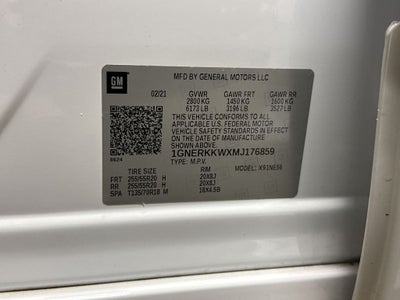 GM
MFD BY GENERAL MOTORS LLC
02/21 GVWR GAWR FRT GAWR RR
2800 KG 1450 KG 1600 KG
6173 LB 3196 LB 3527 LB
THIS VEHICLE CONFORMS TO ALL APPLICABLE U.S. FEDERAL MOTOR
VEHICLE SAFETY STANDARDS IN EFFECT ON THE DATE OF MANUFACTURE
SHOWN ABOVE.
1GNERKKWXMJ176859
TYPE: M.P.V. MODEL: K91NE56
TIRE SIZE RIM
FRT 255/55R20 H 20X8J
RR 255/55R20 H 20X8J
SPA T135/70R18 M 18X4.5B